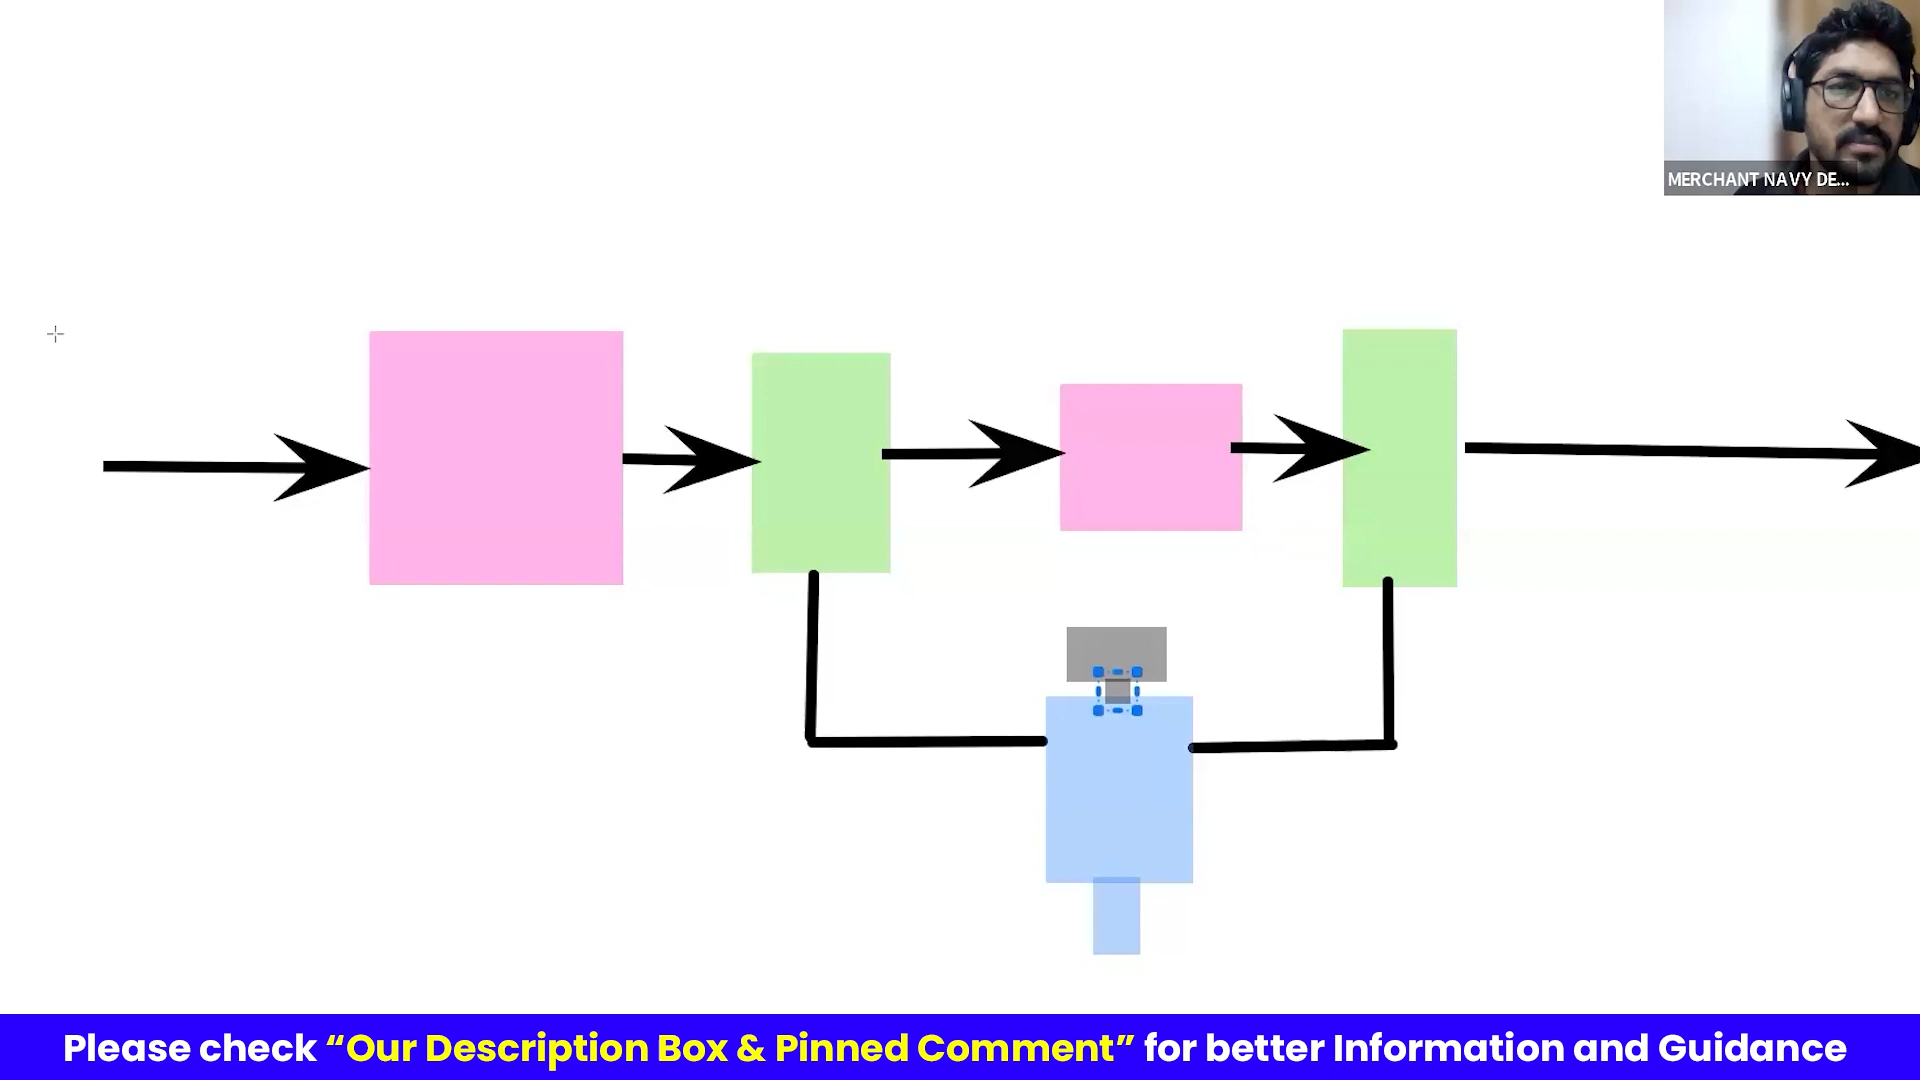 MERCHANT NAVY DE...
Please check “Our Description Box & Pinned Comment” for better Information and Guidance